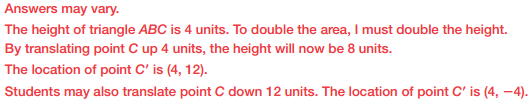 Answers may vary.
The height of triangle ABC is 4 units. To double the area, I must double the height.
By translating point C up 4 units, the height will now be 8 units.
The location of point C′ is (4, 12).
Students may also translate point C down 12 units. The location of point C′ is (4, −4).